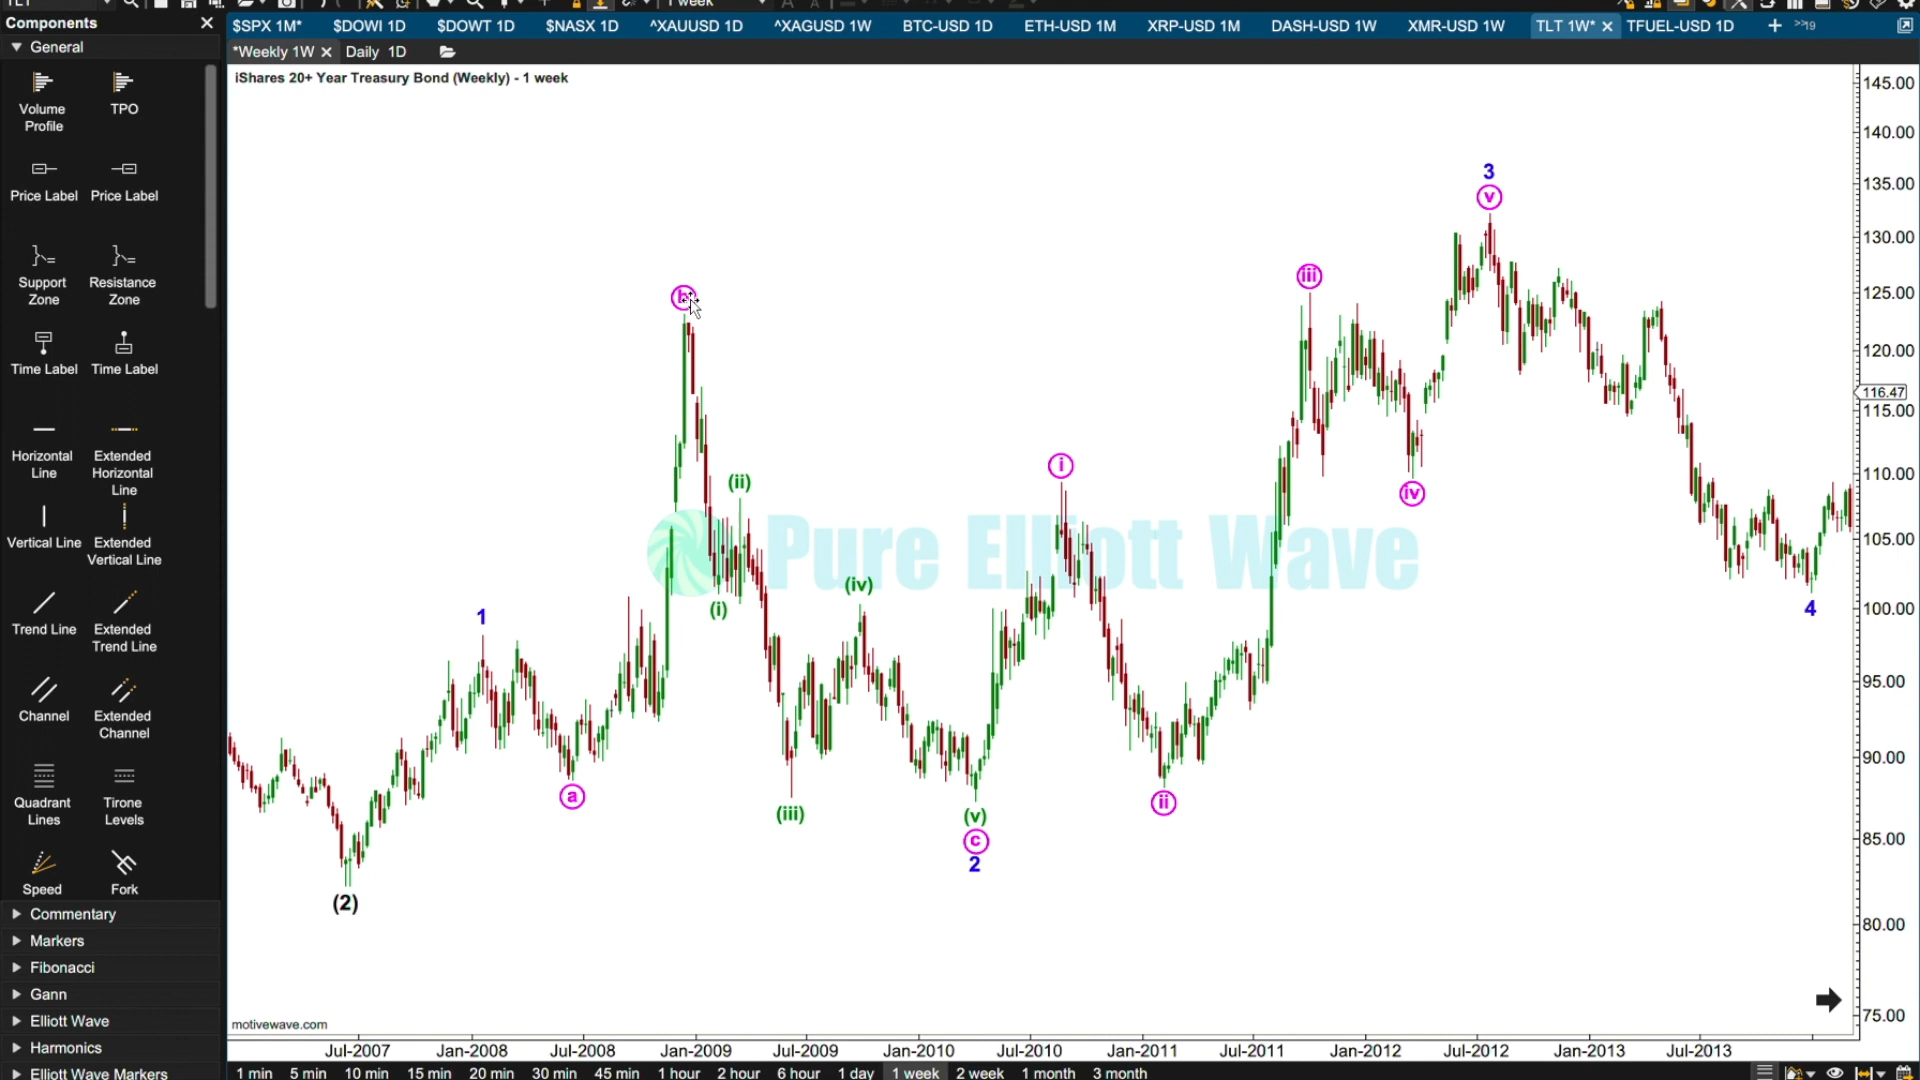 TLT
1 week
Components
$SPX 1M*
$DOWI 1D
$DOWT 1D
$NASX 1D
^XAUUSD 1D
^XAGUSD 1W
BTC-USD 1D
ETH-USD 1M
XRP-USD 1M
DASH-USD 1W
XMR-USD 1W
TLT 1W*
TFUEL-USD 1D
+
>>19
General
*Weekly 1W
Daily 1D
iShares 20+ Year Treasury Bond (Weekly) - 1 week
Volume
Profile
TPO
Price Label
Price Label
Support
Zone
Resistance
Zone
Time Label
Time Label
Horizontal
Line
Extended
Horizontal
Line
Vertical Line
Extended
Vertical Line
Trend Line
Extended
Trend Line
Channel
Extended
Channel
Quadrant
Lines
Tirone
Levels
Speed
Fork
Commentary
Markers
Fibonacci
Gann
Elliott Wave
Harmonics
Elliott Wave Markers
3
v
iii
b
i
(ii)
iv
(iv)
(i)
1
4
a
ii
(iii)
(v)
c
2
(2)
Pure Elliott Wave
145.00
140.00
135.00
130.00
125.00
120.00
116.47
115.00
110.00
105.00
100.00
95.00
90.00
85.00
80.00
75.00
motivewave.com
Jul-2007
Jan-2008
Jul-2008
Jan-2009
Jul-2009
Jan-2010
Jul-2010
Jan-2011
Jul-2011
Jan-2012
Jul-2012
Jan-2013
Jul-2013
1 min
5 min
10 min
15 min
20 min
30 min
45 min
1 hour
2 hour
6 hour
1 day
1 week
2 week
1 month
3 month